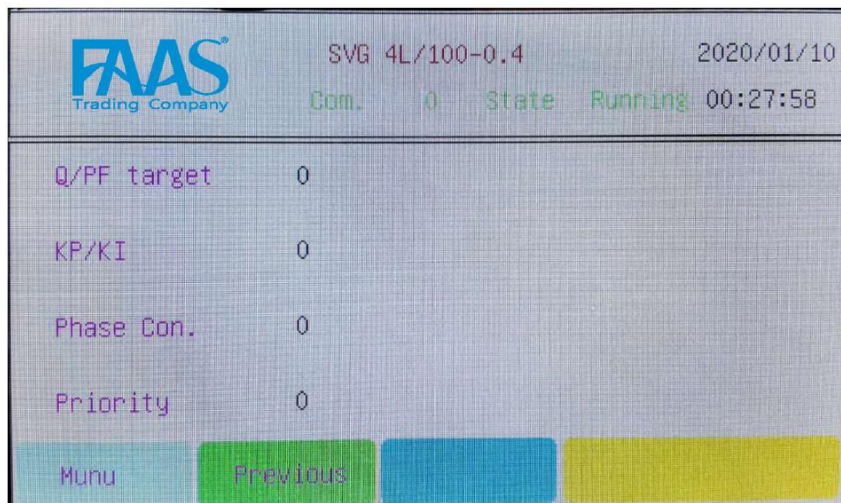 FAAS®
Trading Company
SVG 4L/100-0.4
2020/01/10
Com. 0 State Running 00:27:58
Q/PF target 0
KP/KI 0
Phase Con. 0
Priority 0
Munu Previous